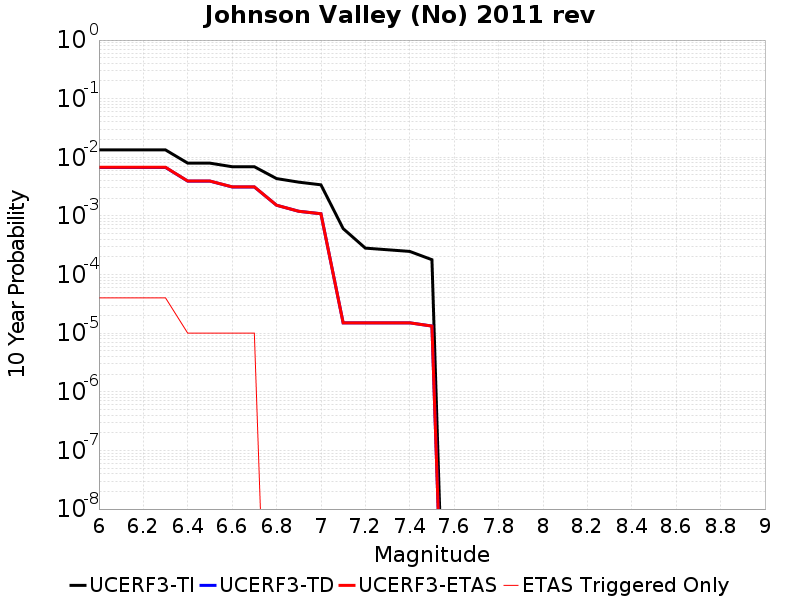 Johnson Valley (No) 2011 rev
10^0
10^-1
10^-2
10^-3
10^-4
10^-5
10^-6
10^-7
10^-8
10 Year Probability
6 6.2 6.4 6.6 6.8 7 7.2 7.4 7.6 7.8 8 8.2 8.4 8.6 8.8 9
Magnitude
UCERF3-TI UCERF3-TD UCERF3-ETAS ETAS Triggered Only